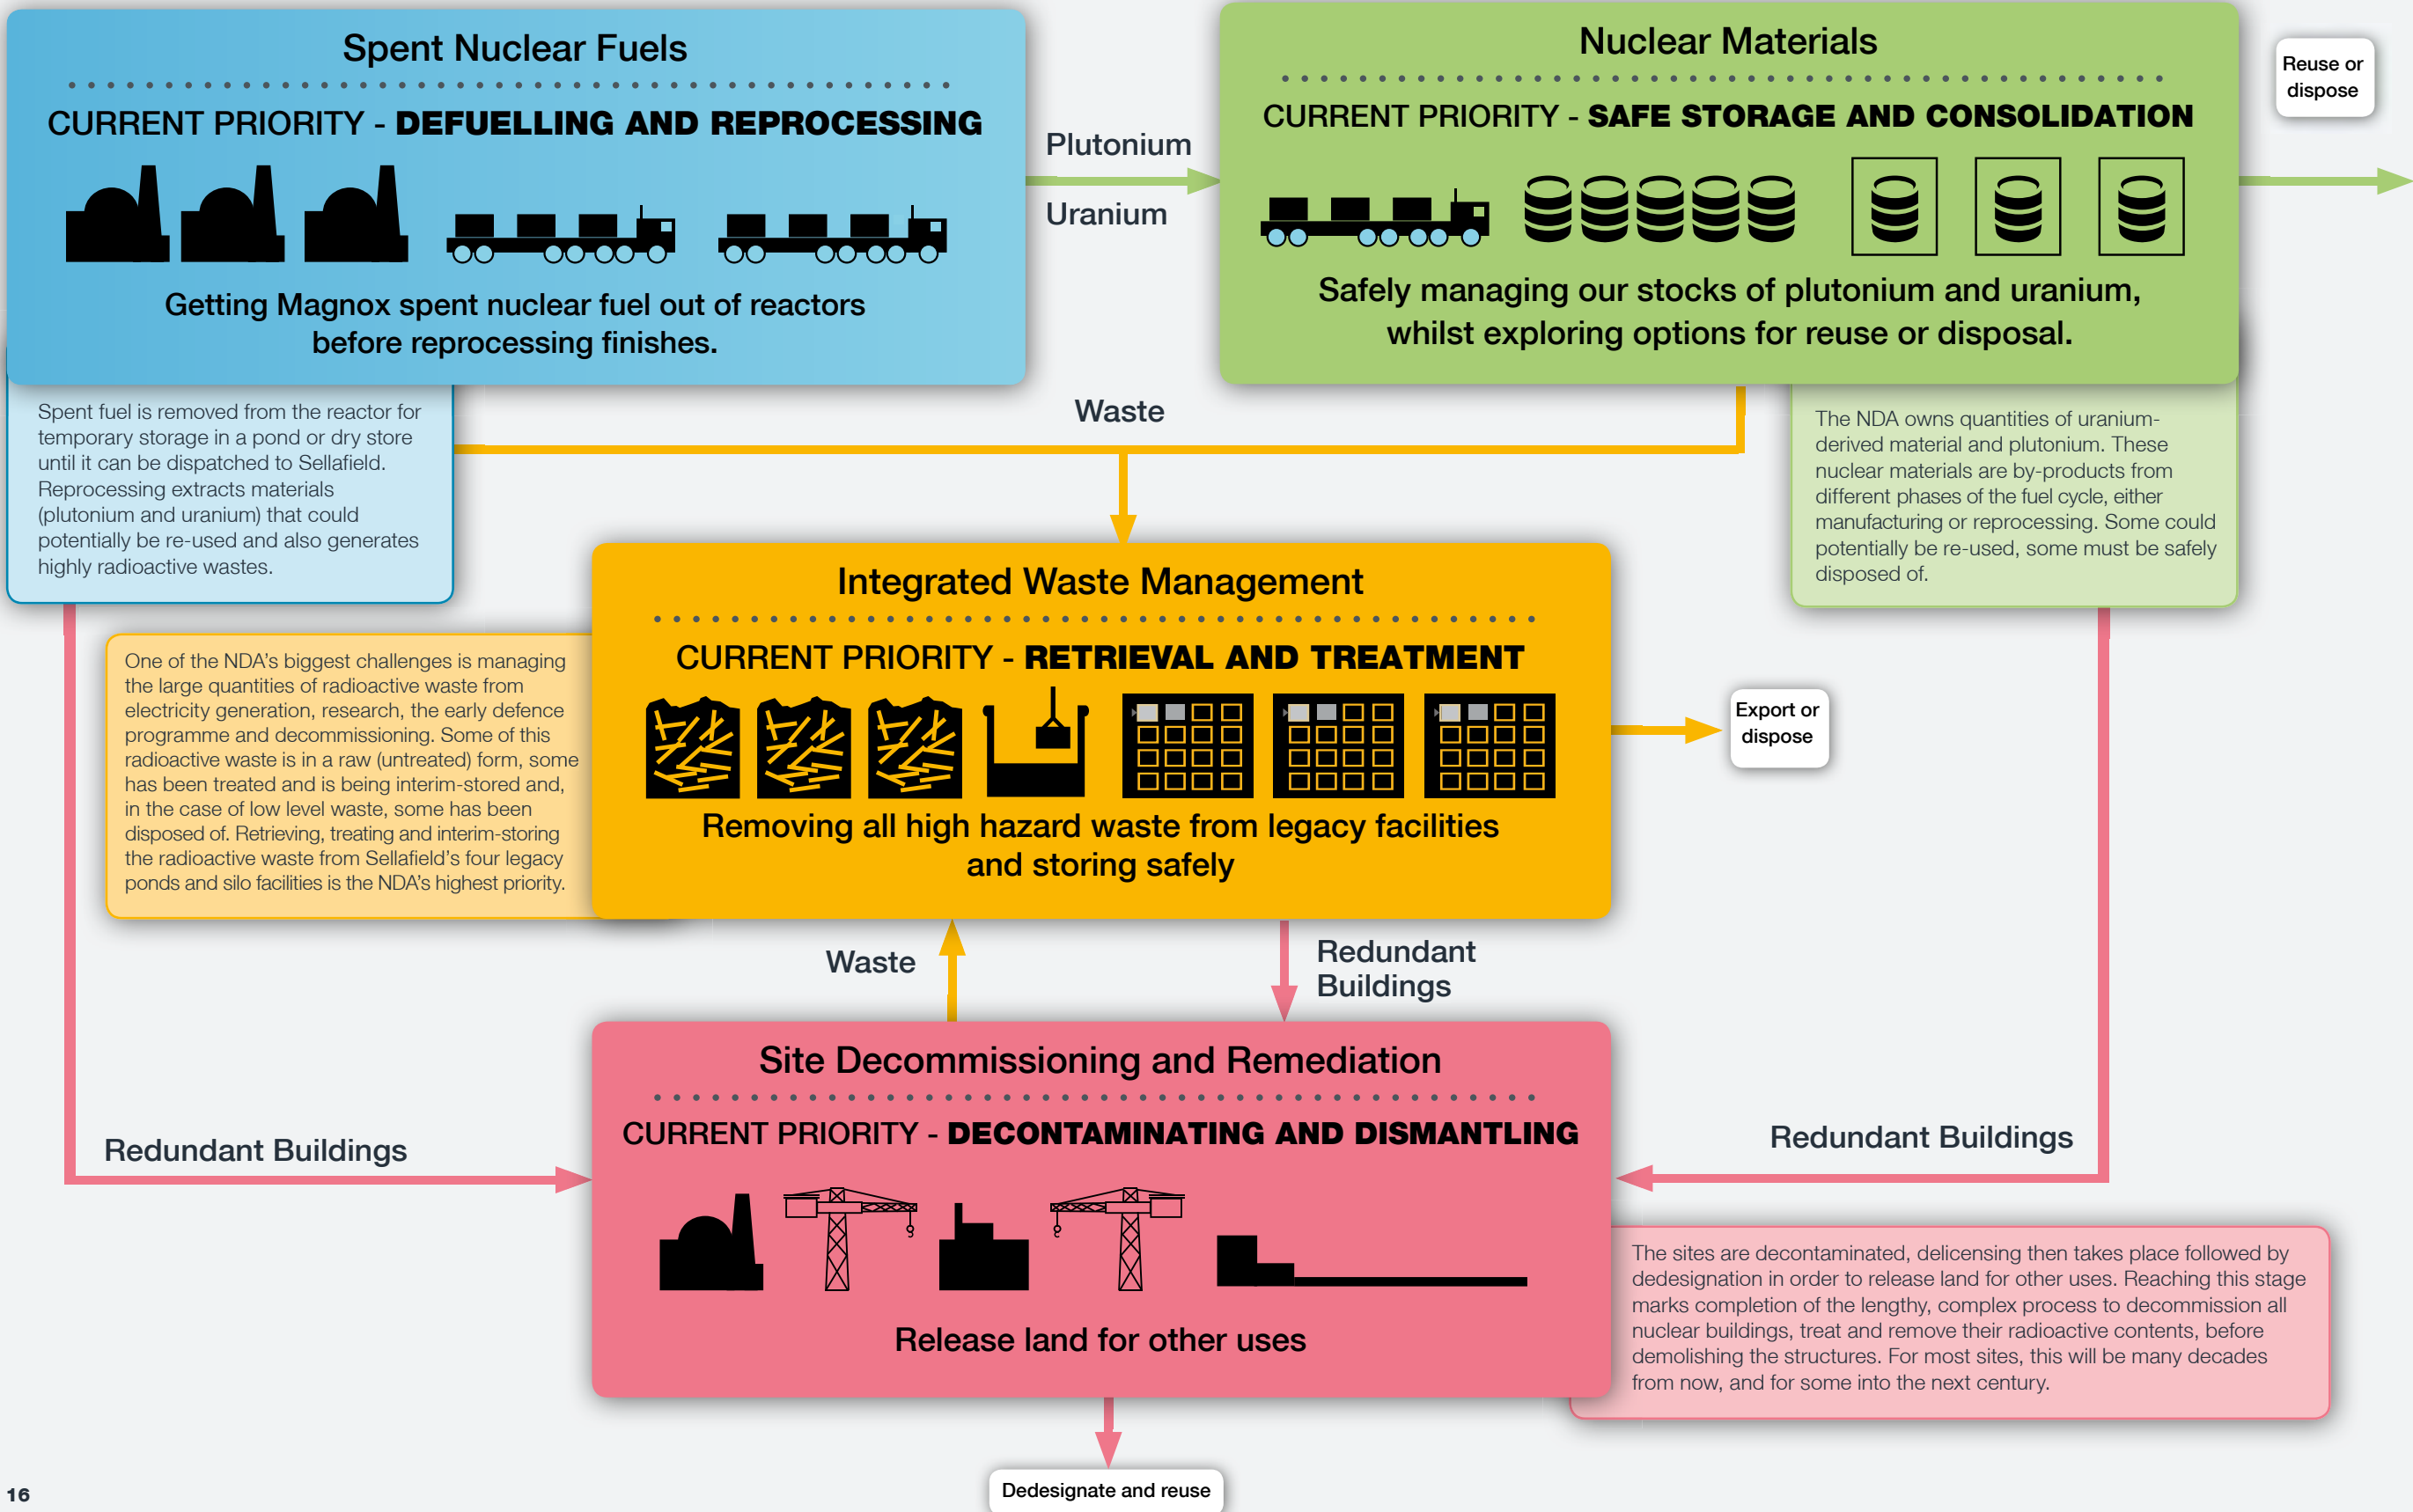 Spent Nuclear Fuels
CURRENT PRIORITY - DEFUELLING AND REPROCESSING
Getting Magnox spent nuclear fuel out of reactors
before reprocessing finishes.
Spent fuel is removed from the reactor for
temporary storage in a pond or dry store
until it can be dispatched to Sellafield.
Reprocessing extracts materials
(plutonium and uranium) that could
potentially be re-used and also generates
highly radioactive wastes.
Plutonium
Uranium
Nuclear Materials
CURRENT PRIORITY - SAFE STORAGE AND CONSOLIDATION
Safely managing our stocks of plutonium and uranium,
whilst exploring options for reuse or disposal.
Reuse or
dispose
The NDA owns quantities of uranium-
derived material and plutonium. These
nuclear materials are by-products from
different phases of the fuel cycle, either
manufacturing or reprocessing. Some could
potentially be re-used, some must be safely
disposed of.
Waste
Integrated Waste Management
CURRENT PRIORITY - RETRIEVAL AND TREATMENT
Removing all high hazard waste from legacy facilities
and storing safely
One of the NDA's biggest challenges is managing
the large quantities of radioactive waste from
electricity generation, research, the early defence
programme and decommissioning. Some of this
radioactive waste is in a raw (untreated) form, some
has been treated and is being interim-stored and,
in the case of low level waste, some has been
disposed of. Retrieving, treating and interim-storing
the radioactive waste from Sellafield's four legacy
ponds and silo facilities is the NDA's highest priority.
Export or
dispose
Waste
Redundant
Buildings
Redundant Buildings
Site Decommissioning and Remediation
CURRENT PRIORITY - DECONTAMINATING AND DISMANTLING
Release land for other uses
Redundant Buildings
The sites are decontaminated, delicensing then takes place followed by
dedesignation in order to release land for other uses. Reaching this stage
marks completion of the lengthy, complex process to decommission all
nuclear buildings, treat and remove their radioactive contents, before
demolishing the structures. For most sites, this will be many decades
from now, and for some into the next century.
Dedesignate and reuse
16